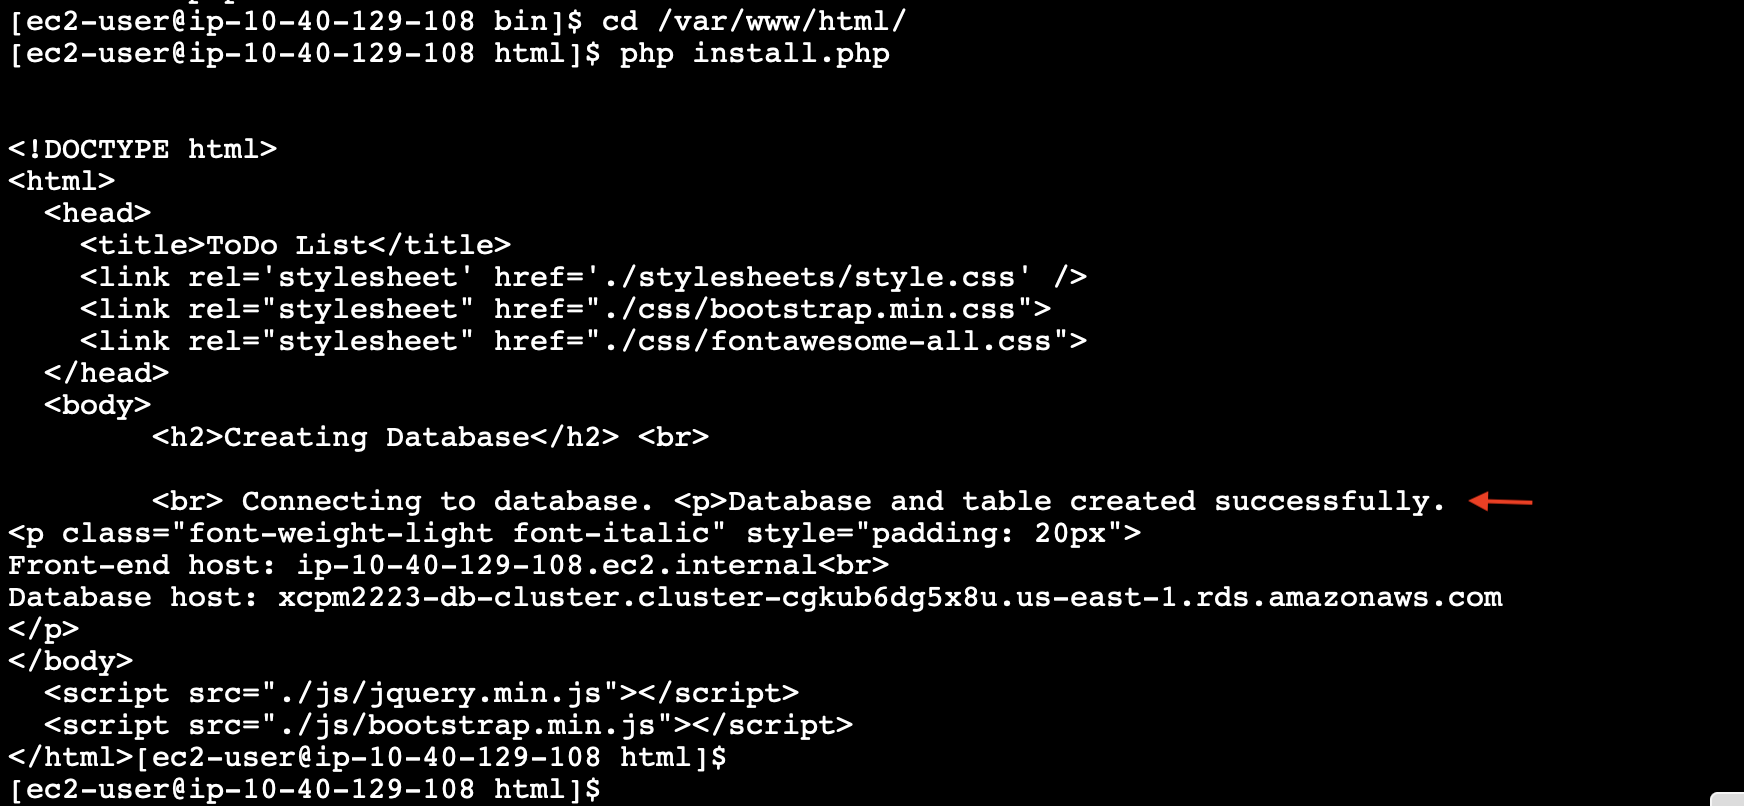 [ec2-user@ip-10-40-129-108 bin]$ cd /var/www/html/
[ec2-user@ip-10-40-129-108 html]$ php install.php
<!DOCTYPE html>
<html>
  <head>
    <title>ToDo List</title>
    <link rel='stylesheet' href='./stylesheets/style.css' />
    <link rel="stylesheet" href="./css/bootstrap.min.css">
    <link rel="stylesheet" href="./css/fontawesome-all.css">
  </head>
  <body>
        <h2>Creating Database</h2> <br>
        <br> Connecting to database. <p>Database and table created successfully.
<p class="font-weight-light font-italic" style="padding: 20px">
Front-end host: ip-10-40-129-108.ec2.internal<br>
Database host: xcpm2223-db-cluster.cluster-cgkub6dg5x8u.us-east-1.rds.amazonaws.com
</p>
</body>
  <script src="./js/jquery.min.js"></script>
  <script src="./js/bootstrap.min.js"></script>
</html>[ec2-user@ip-10-40-129-108 html]$
[ec2-user@ip-10-40-129-108 html]$